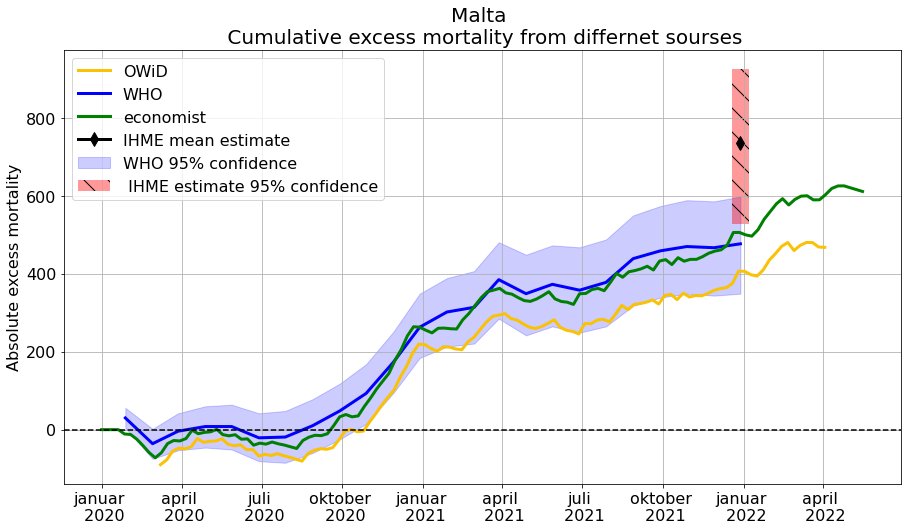 Malta
Cumulative excess mortality from differnet sourses
Absolute excess mortality
800
600
400
200
0
OWiD
WHO
economist
IHME mean estimate
WHO 95% confidence
IHME estimate 95% confidence
januar
2020
april
2020
juli
2020
oktober
2020
januar
2021
april
2021
juli
2021
oktober
2021
januar
2022
april
2022